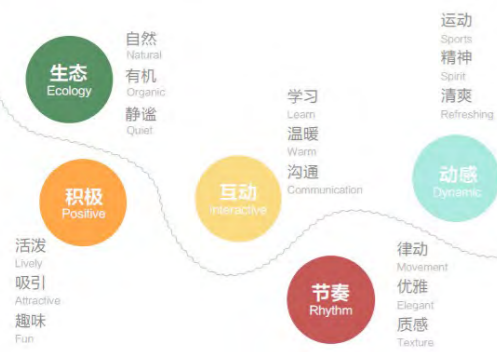 生态
Ecology
自然
Natural
有机
Organic
静谧
Quiet
积极
Positive
活泼
Lively
吸引
Attractive
趣味
Fun
互动
Interactive
学习
Learn
温暖
Warm
沟通
Communication
节奏
Rhythm
律动
Movement
优雅
Elegant
质感
Texture
动感
Dynamic
运动
Sports
精神
Spirit
清爽
Refreshing